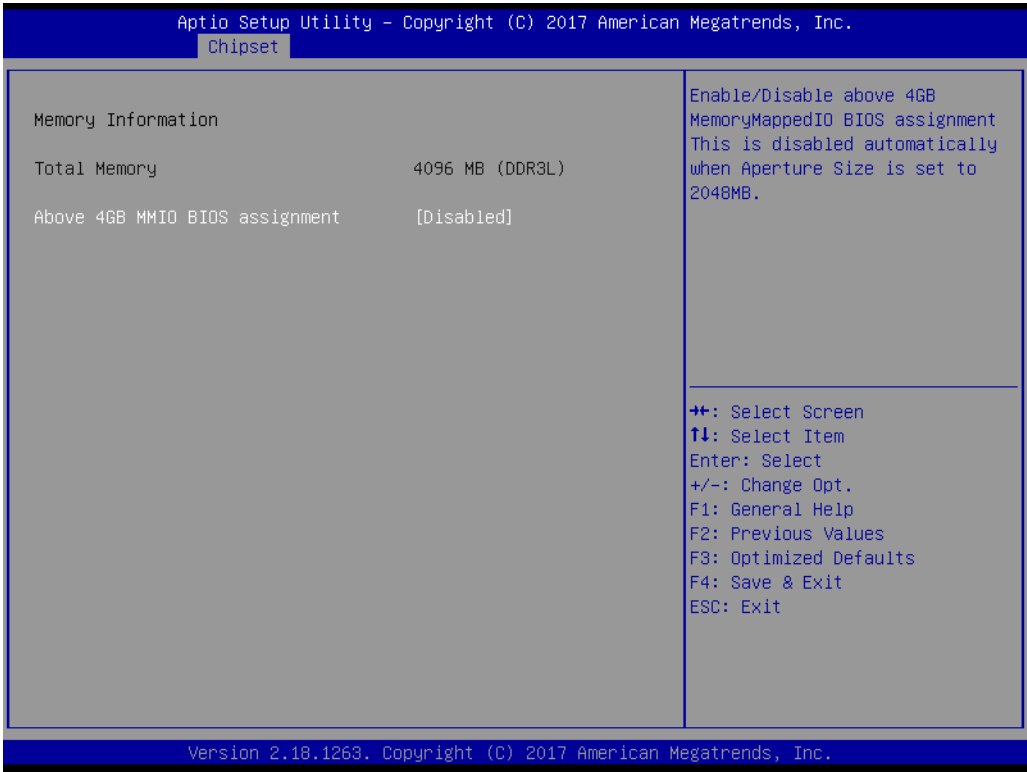 Aptio Setup Utility – Copyright (C) 2017 American Megatrends, Inc.
Chipset
Memory Information
Total Memory 4096 MB (DDR3L)
Above 4GB MMIO BIOS assignment [Disabled]
Enable/Disable above 4GB
MemoryMappedIO BIOS assignment
This is disabled automatically
when Aperture Size is set to
2048MB.
→←: Select Screen
↑↓: Select Item
Enter: Select
+/-: Change Opt.
F1: General Help
F2: Previous Values
F3: Optimized Defaults
F4: Save & Exit
ESC: Exit
Version 2.18.1263. Copyright (C) 2017 American Megatrends, Inc.